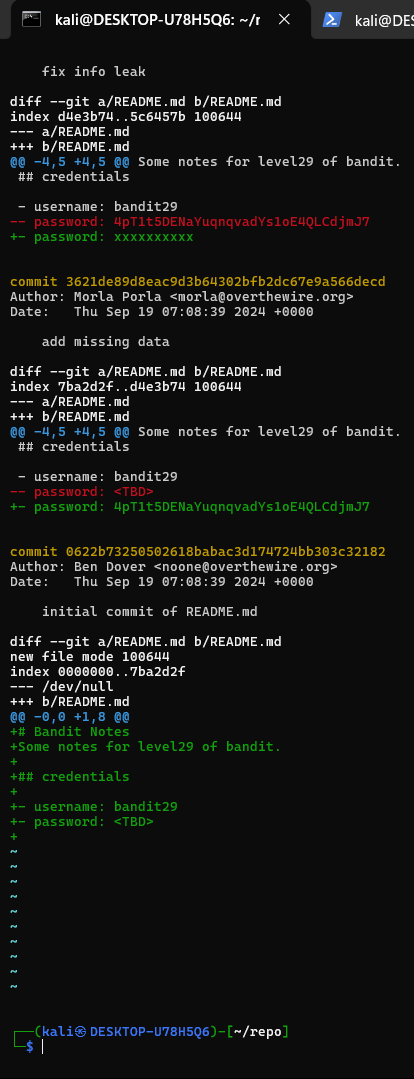 kali@DESKTOP-U78H5Q6: ~/r
kali@DES
fix info leak
diff --git a/README.md b/README.md
index d4e3b74..5c6457b 100644
--- a/README.md
+++ b/README.md
@@ -4,5 +4,5 @@ Some notes for level29 of bandit.
## credentials
- username: bandit29
-- password: 4pT1t5DENaYuqnqvadYs1oE4QLCdjmJ7
+- password: xxxxxxxxxx
commit 3621de89d8eac9d3b64302bfb2dc67e9a566decd
Author: Morla Porla <morla@overthewire.org>
Date:   Thu Sep 19 07:08:39 2024 +0000
add missing data
diff --git a/README.md b/README.md
index 7ba2d2f..d4e3b74 100644
--- a/README.md
+++ b/README.md
@@ -4,5 +4,5 @@ Some notes for level29 of bandit.
## credentials
- username: bandit29
-- password: <TBD>
+- password: 4pT1t5DENaYuqnqvadYs1oE4QLCdjmJ7
commit 0622b73250502618babac3d174724bb303c32182
Author: Ben Dover <noone@overthewire.org>
Date:   Thu Sep 19 07:08:39 2024 +0000
initial commit of README.md
diff --git a/README.md b/README.md
new file mode 100644
index 0000000..7ba2d2f
--- /dev/null
+++ b/README.md
@@ -0,0 +1,8 @@
+# Bandit Notes
+Some notes for level29 of bandit.
+
+## credentials
+
+- username: bandit29
+- password: <TBD>
+
~
~
~
~
~
~
~
~
~
~
┌──(kali㉿DESKTOP-U78H5Q6)-[~/repo]
└─$